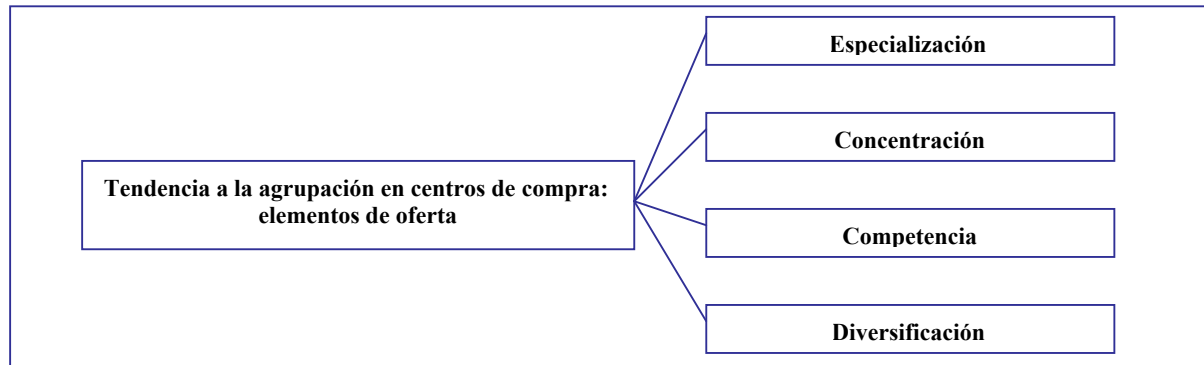 Especialización
Concentración
Tendencia a la agrupación en centros de compra:
elementos de oferta
Competencia
Diversificación